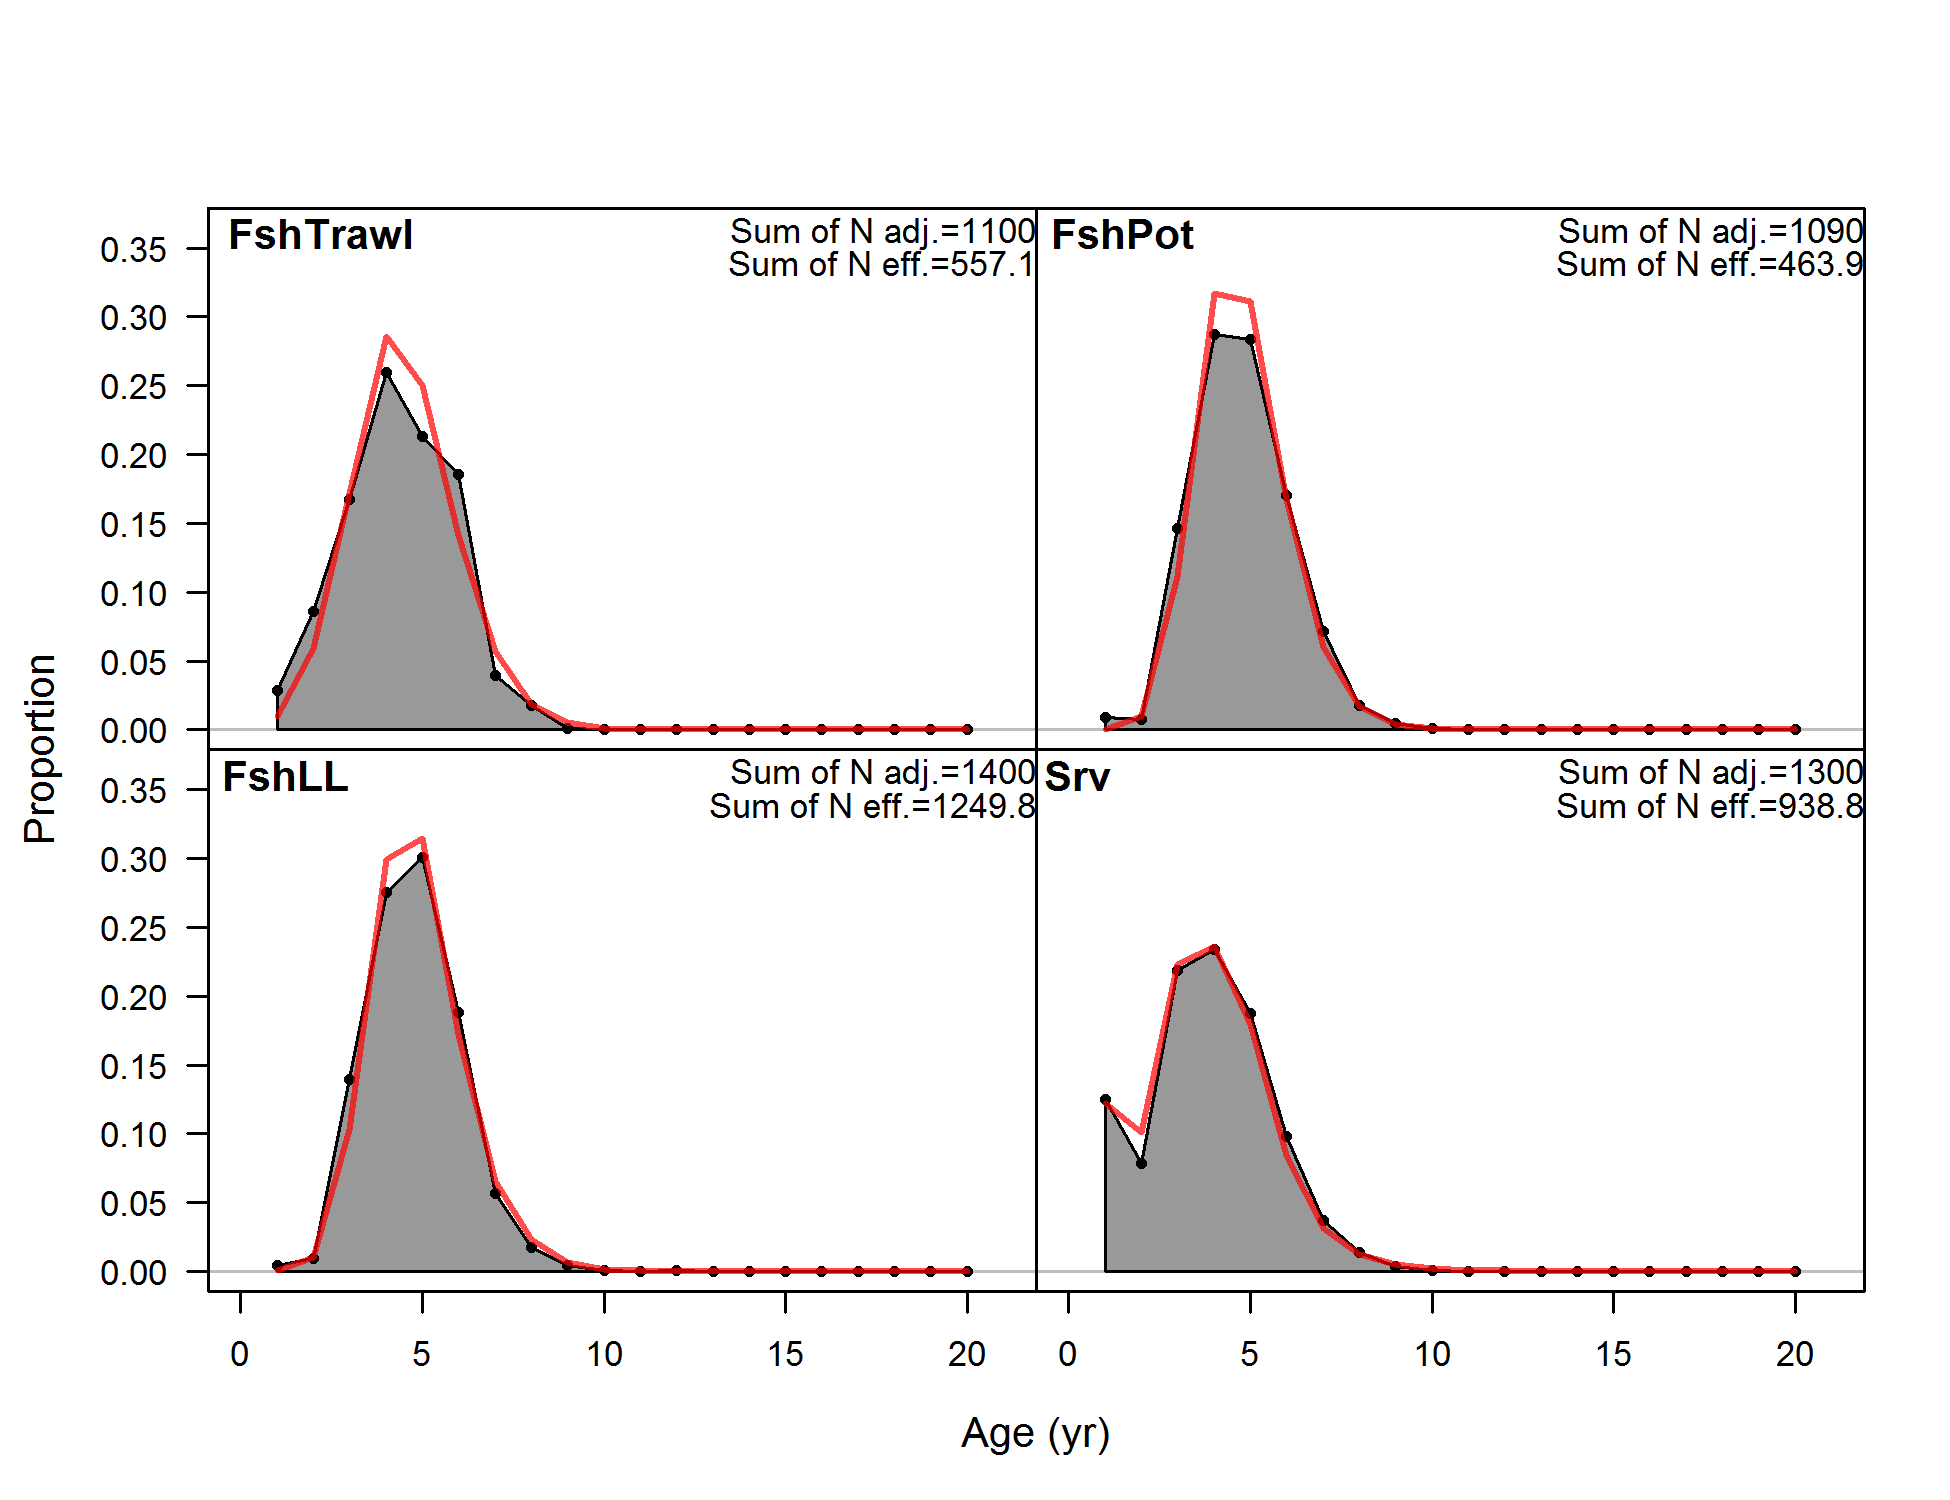 FshTrawl
Sum of N adj.=1100
Sum of N eff.=557.1
FshPot
Sum of N adj.=1090
Sum of N eff.=463.9
0.35
0.30
0.25
0.20
0.15
0.10
0.05
0.00
FshLL
Sum of N adj.=1400
Sum of N eff.=1249.8
Srv
Sum of N adj.=1300
Sum of N eff.=938.8
0.35
0.30
0.25
0.20
0.15
0.10
0.05
0.00
Proportion
0 5 10 15 20 0 5 10 15 20
Age (yr)